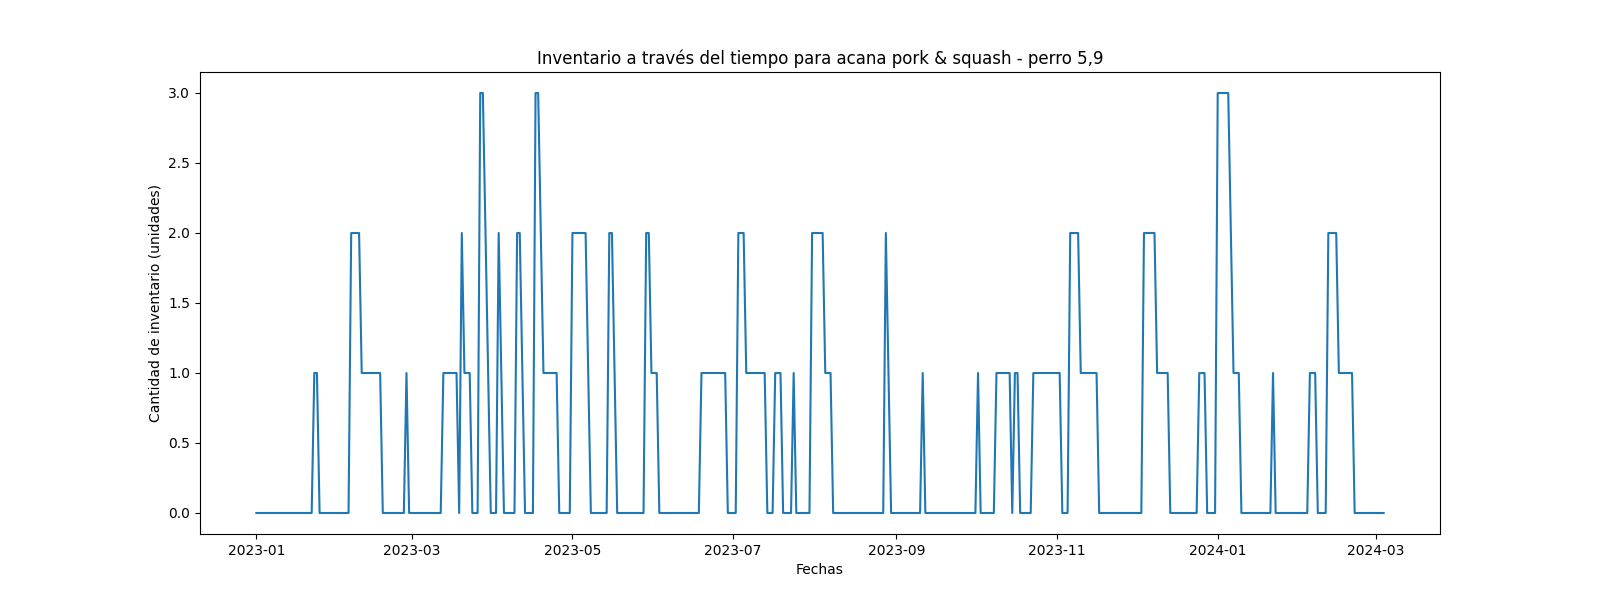 Inventario a través del tiempo para acana pork & squash - perro 5,9
Cantidad de inventario (unidades)
3.0
2.5
2.0
1.5
1.0
0.5
0.0
2023-01 2023-03 2023-05 2023-07 2023-09 2023-11 2024-01 2024-03
Fechas